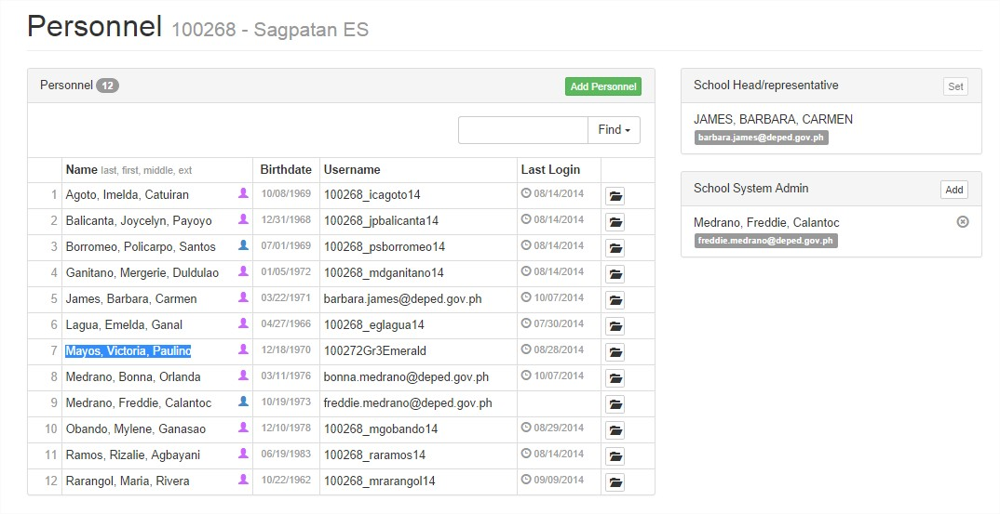 Personnel 100268 - Sagpatan ES
Personnel 12
Add Personnel
Find
Name last, first, middle, ext Birthdate Username Last Login
1 Agoto, Imelda, Catuiran 10/08/1969 100268_icagoto14 08/14/2014
2 Balicanta, Joycelyn, Payoyo 12/31/1968 100268_jpbalicanta14 08/14/2014
3 Borromeo, Policarpo, Santos 07/01/1969 100268_psborromeo14 08/14/2014
4 Ganitano, Mergerie, Duldulao 01/05/1972 100268_mdganitano14 08/14/2014
5 James, Barbara, Carmen 03/22/1971 barbara.james@deped.gov.ph 10/07/2014
6 Lagua, Emelda, Ganal 04/27/1966 100268_eglagua14 07/30/2014
7 Mayos, Victoria, Paulino 12/18/1970 100272Gr3Emerald 08/28/2014
8 Medrano, Bonna, Orlanda 03/11/1976 bonna.medrano@deped.gov.ph 10/07/2014
9 Medrano, Freddie, Calantoc 10/19/1973 freddie.medrano@deped.gov.ph
10 Obando, Mylene, Ganasao 12/10/1978 100268_mgobando14 08/29/2014
11 Ramos, Rizalie, Agbayani 06/19/1983 100268_raramos14 08/14/2014
12 Rarangol, Maria, Rivera 10/22/1962 100268_mrarangol14 09/09/2014
School Head/representative Set
JAMES, BARBARA, CARMEN
barbara.james@deped.gov.ph
School System Admin Add
Medrano, Freddie, Calantoc
freddie.medrano@deped.gov.ph